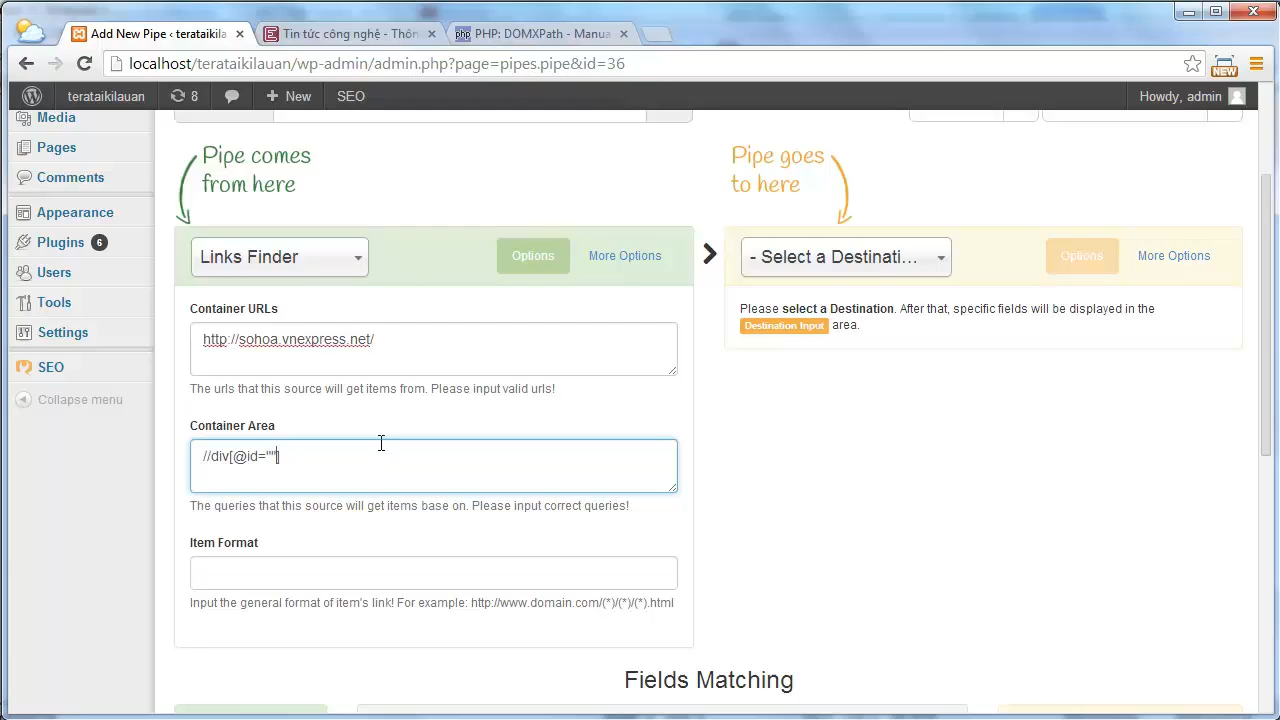 Add New Pipe ‹ terataikila
Tin tức công nghệ - Thôn
PHP: DOMXPath - Manua
localhost/terataikilauan/wp-admin/admin.php?page=pipes.pipe&id=36
NEW
terataikilauan
8
New
SEO
Howdy, admin
Media
Pages
Comments
Appearance
Plugins 6
Users
Tools
Settings
SEO
Collapse menu
Pipe comes
from here
Pipe goes
to here
Links Finder
Options
More Options
- Select a Destinati...
Options
More Options
Container URLs
http://sohoa.vnexpress.net/
The urls that this source will get items from. Please input valid urls!
Container Area
//div[@id=""]
The queries that this source will get items base on. Please input correct queries!
Item Format
Input the general format of item's link! For example: http://www.domain.com/(*)/(*)/(*).html
Please select a Destination. After that, specific fields will be displayed in the
Destination Input area.
Fields Matching